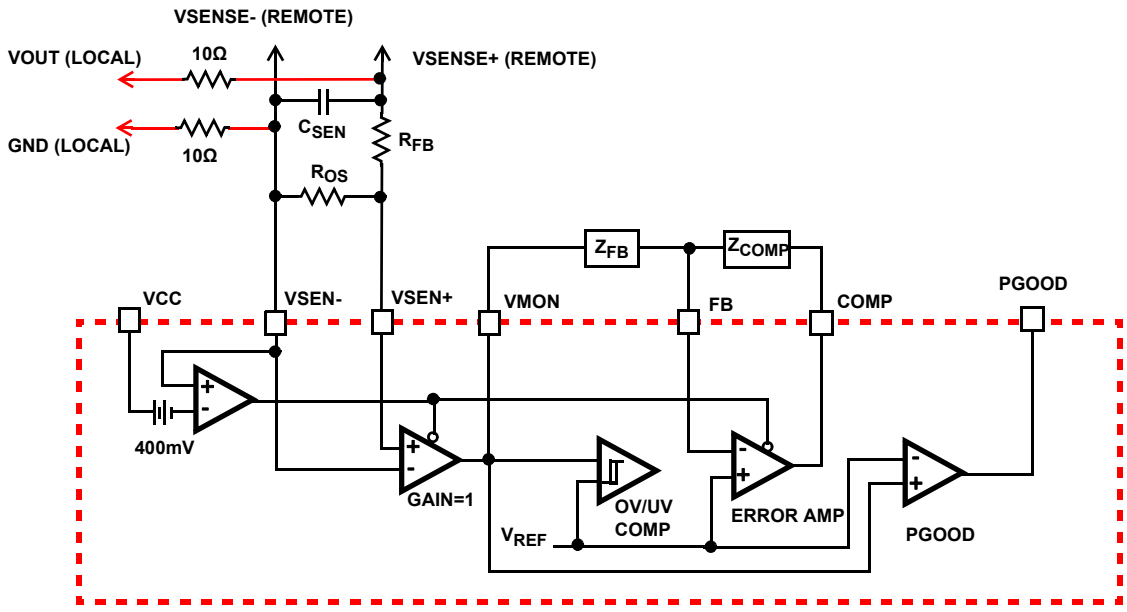 VSENSE- (REMOTE)
10Ω
VOUT (LOCAL)
VSENSE+ (REMOTE)
CSEN
GND (LOCAL)
10Ω
RFB
ROS
ZFB
ZCOMP
VCC
VSEN-
VSEN+
VMON
FB
COMP
PGOOD
+
-
400mV
+
-
GAIN=1
OV/UV
COMP
-
+
ERROR AMP
-
+
PGOOD
VREF